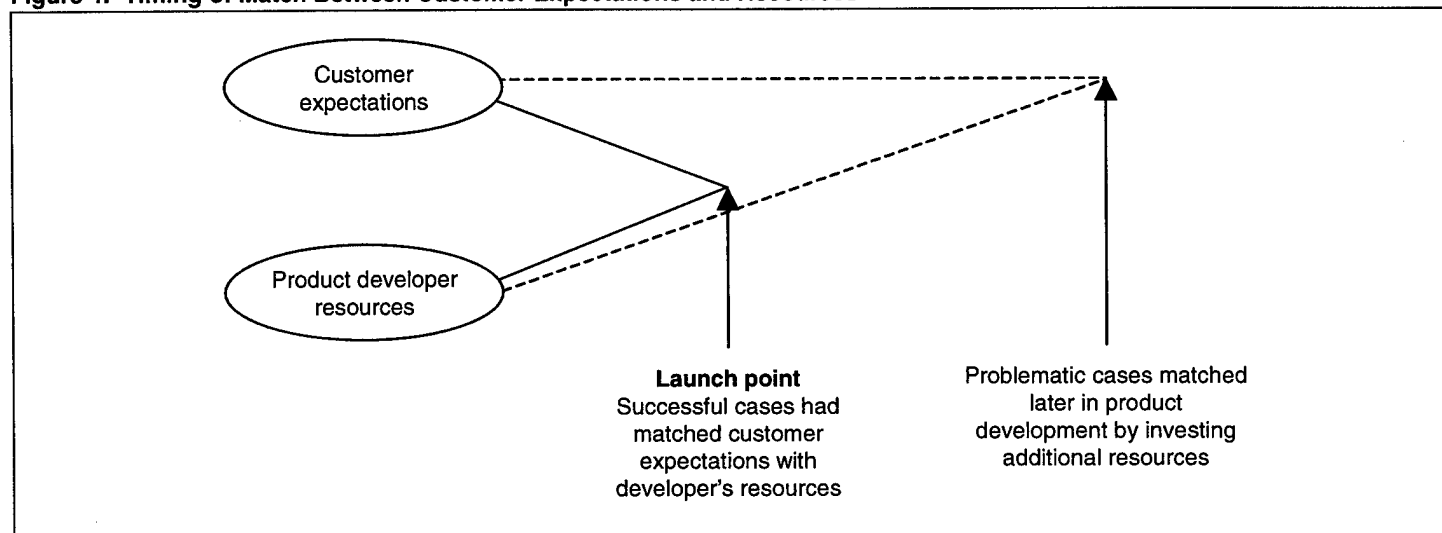 Customer
expectations
Product developer
resources
Launch point
Successful cases had
matched customer
expectations with
developer's resources
Problematic cases matched
later in product
development by investing
additional resources